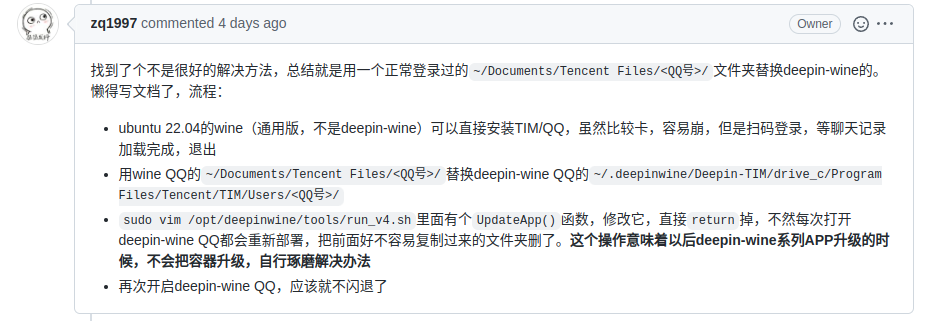 zq1997 commented 4 days ago
Owner
找到了个不是很好的解决方法，总结就是用一个正常登录过的 ~/Documents/Tencent Files/<QQ号>/ 文件夹替换deepin-wine的。
懒得写文档了，流程：
ubuntu 22.04的wine（通用版，不是deepin-wine）可以直接安装TIM/QQ，虽然比较卡，容易崩，但是扫码登录，等聊天记录
加载完成，退出
用wine QQ的 ~/Documents/Tencent Files/<QQ号>/ 替换deepin-wine QQ的 ~/.deepinwine/Deepin-TIM/drive_c/Program
Files/Tencent/TIM/Users/<QQ号>/
sudo vim /opt/deepinwine/tools/run_v4.sh 里面有个 UpdateApp() 函数，修改它，直接 return 掉，不然每次打开
deepin-wine QQ都会重新部署，把前面好不容易复制过来的文件夹删了。这个操作意味着以后deepin-wine系列APP升级的时
候，不会把容器升级，自行琢磨解决办法
再次开启deepin-wine QQ，应该就不闪退了